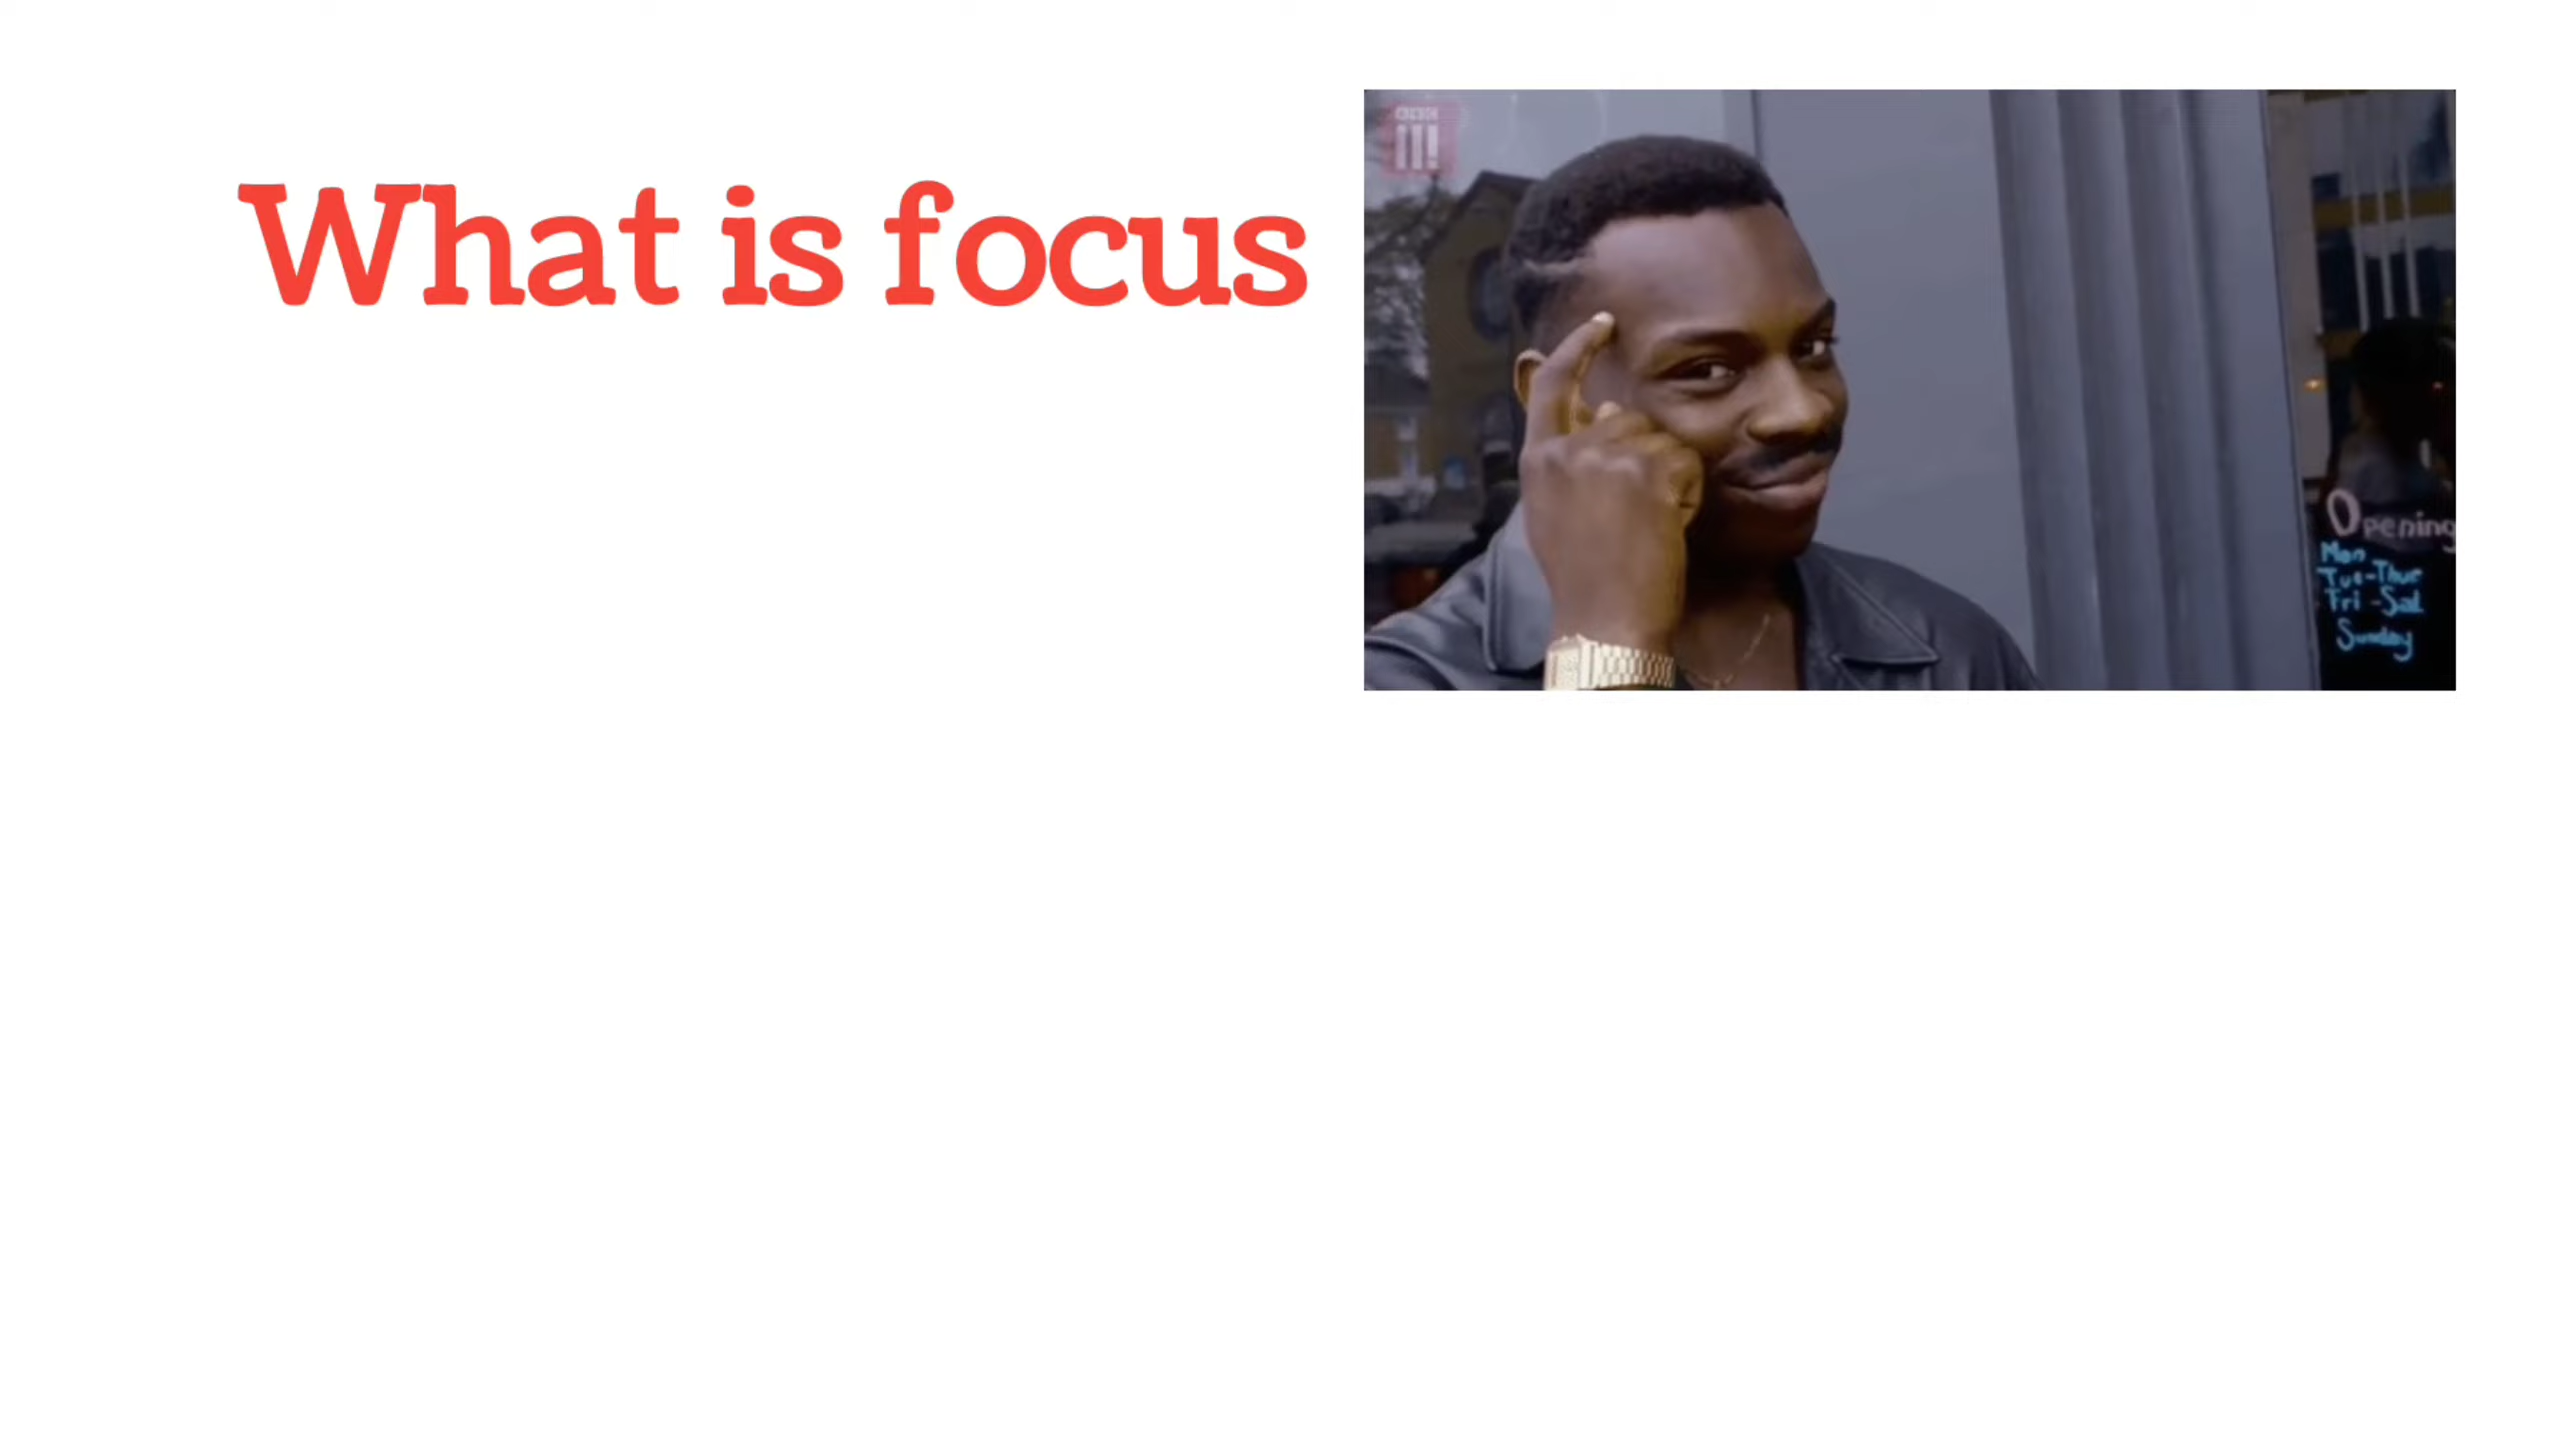 What is focus
Opening
Mon
Tue-Thur
Fri-Sat
Sunday